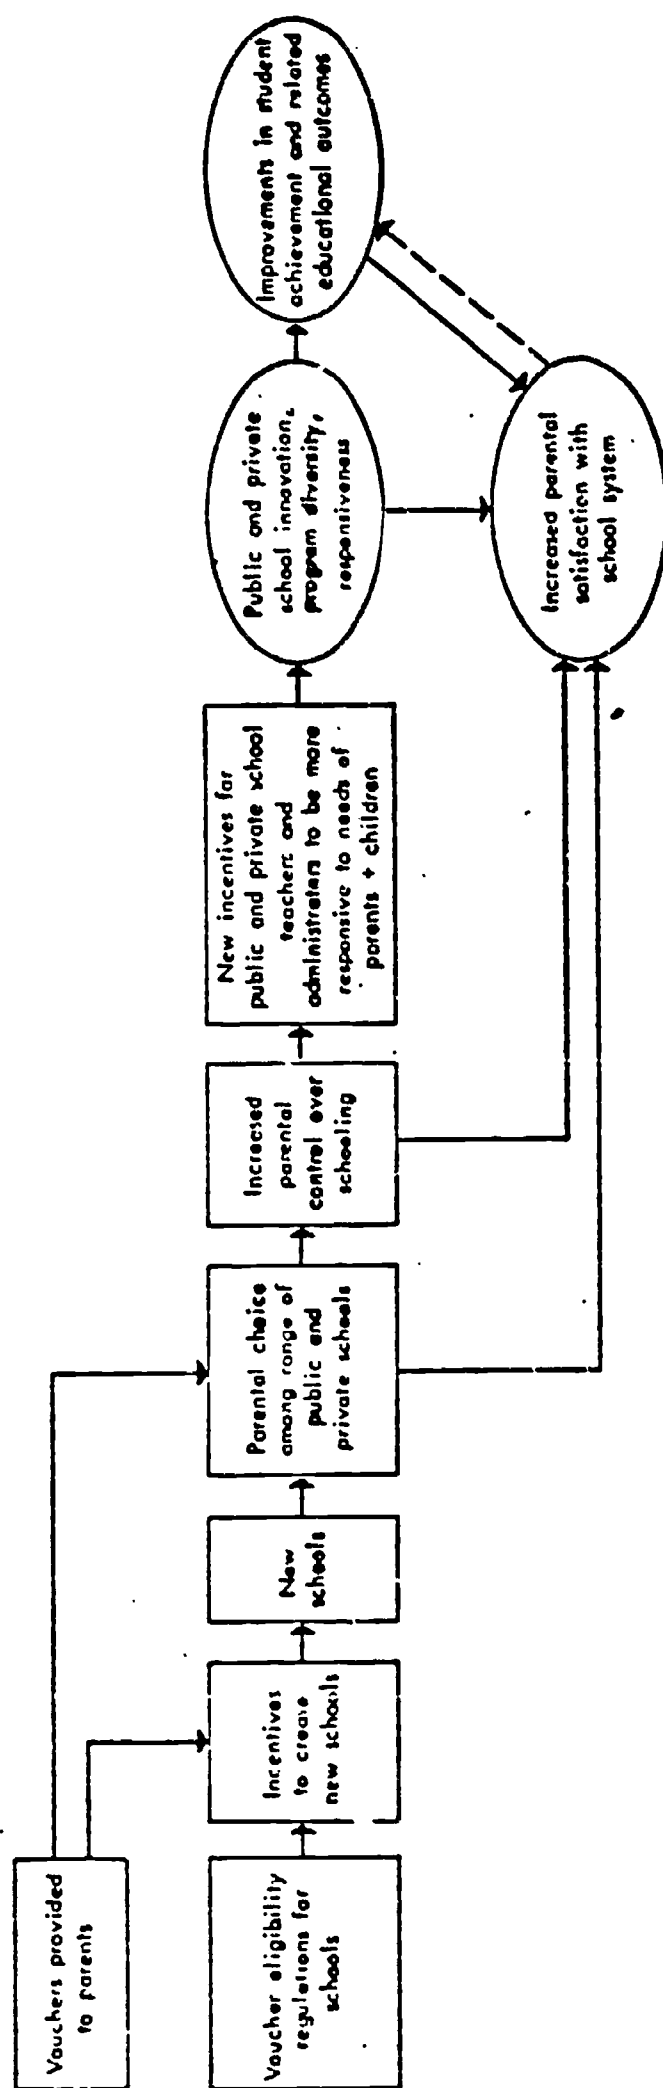 Vouchers provided
to parents
Voucher eligibility
regulations for
schools
Incentives
to create
new schools
New
schools
Parental choice
among range of
public and
private schools
Increased
parental
control over
schooling
New incentives for
public and private school
teachers and
administrators to be more
responsive to needs of
parents + children
Public and private
school innovation,
program diversity,
responsiveness
Improvements in student
achievement and related
educational outcomes
Increased parental
satisfaction with
school system